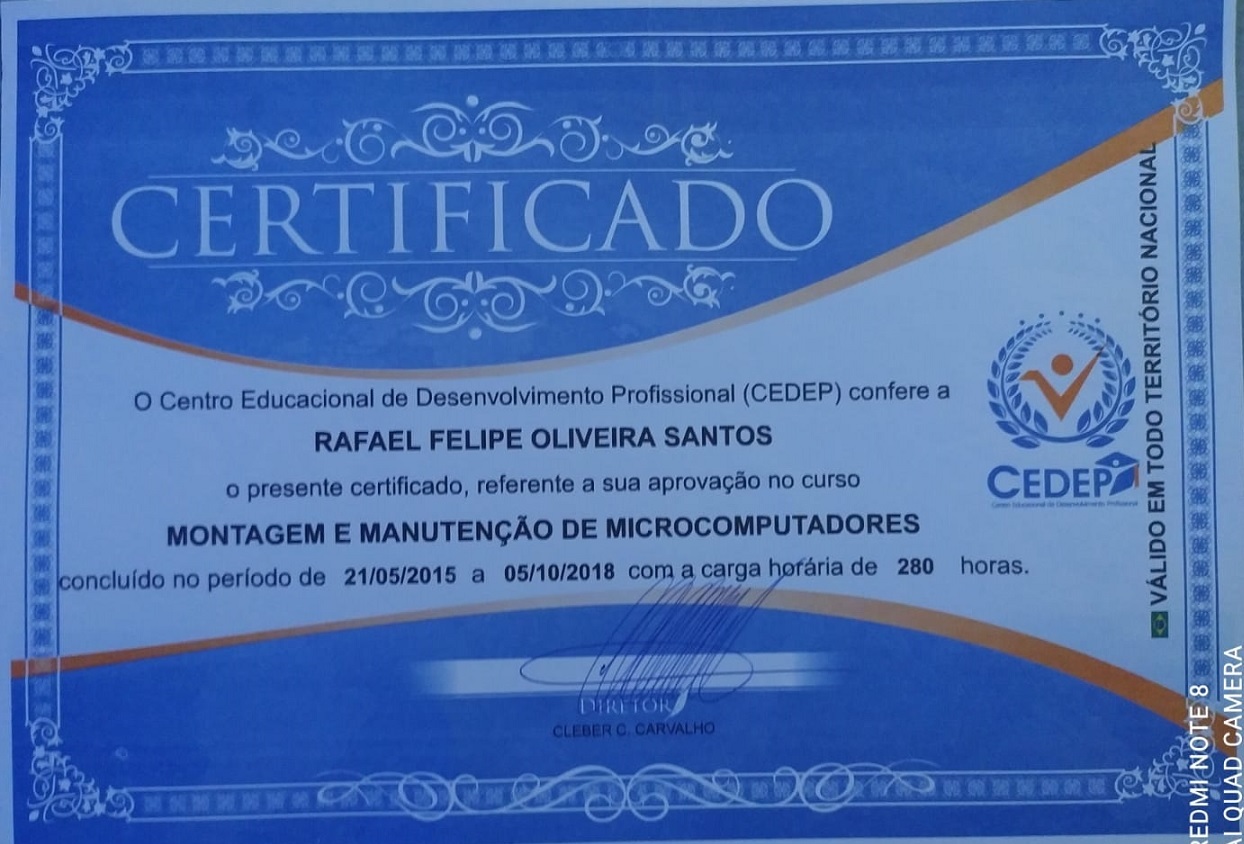 CERTIFICADO
O Centro Educacional de Desenvolvimento Profissional (CEDEP) confere a
RAFAEL FELIPE OLIVEIRA SANTOS
o presente certificado, referente a sua aprovação no curso
MONTAGEM E MANUTENÇÃO DE MICROCOMPUTADORES
concluído no período de 21/05/2015 a 05/10/2018 com a carga horária de 280 horas.
DIRETOR
CLEBER C. CARVALHO
CEDEP
Centro Educacional de Desenvolvimento Profissional
VÁLIDO EM TODO TERRITÓRIO NACIONAL
REDMI NOTE 8
AI QUAD CAMERA